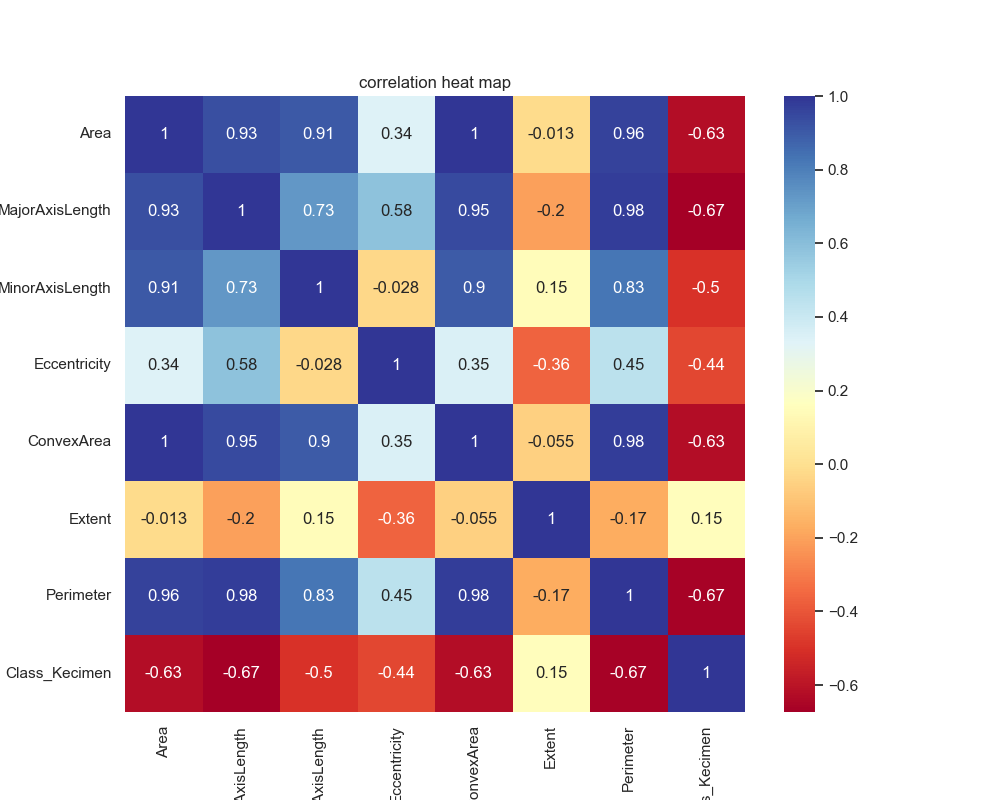 correlation heat map
Area 1 0.93 0.91 0.34 1 -0.013 0.96 -0.63
MajorAxisLength 0.93 1 0.73 0.58 0.95 -0.2 0.98 -0.67
MinorAxisLength 0.91 0.73 1 -0.028 0.9 0.15 0.83 -0.5
Eccentricity 0.34 0.58 -0.028 1 0.35 -0.36 0.45 -0.44
ConvexArea 1 0.95 0.9 0.35 1 -0.055 0.98 -0.63
Extent -0.013 -0.2 0.15 -0.36 -0.055 1 -0.17 0.15
Perimeter 0.96 0.98 0.83 0.45 0.98 -0.17 1 -0.67
Class_Kecimen -0.63 -0.67 -0.5 -0.44 -0.63 0.15 -0.67 1
Area
AxisLength
AxisLength
Eccentricity
onvexArea
Extent
Perimeter
s_Kecimen
1.0
0.8
0.6
0.4
0.2
0.0
−0.2
−0.4
−0.6